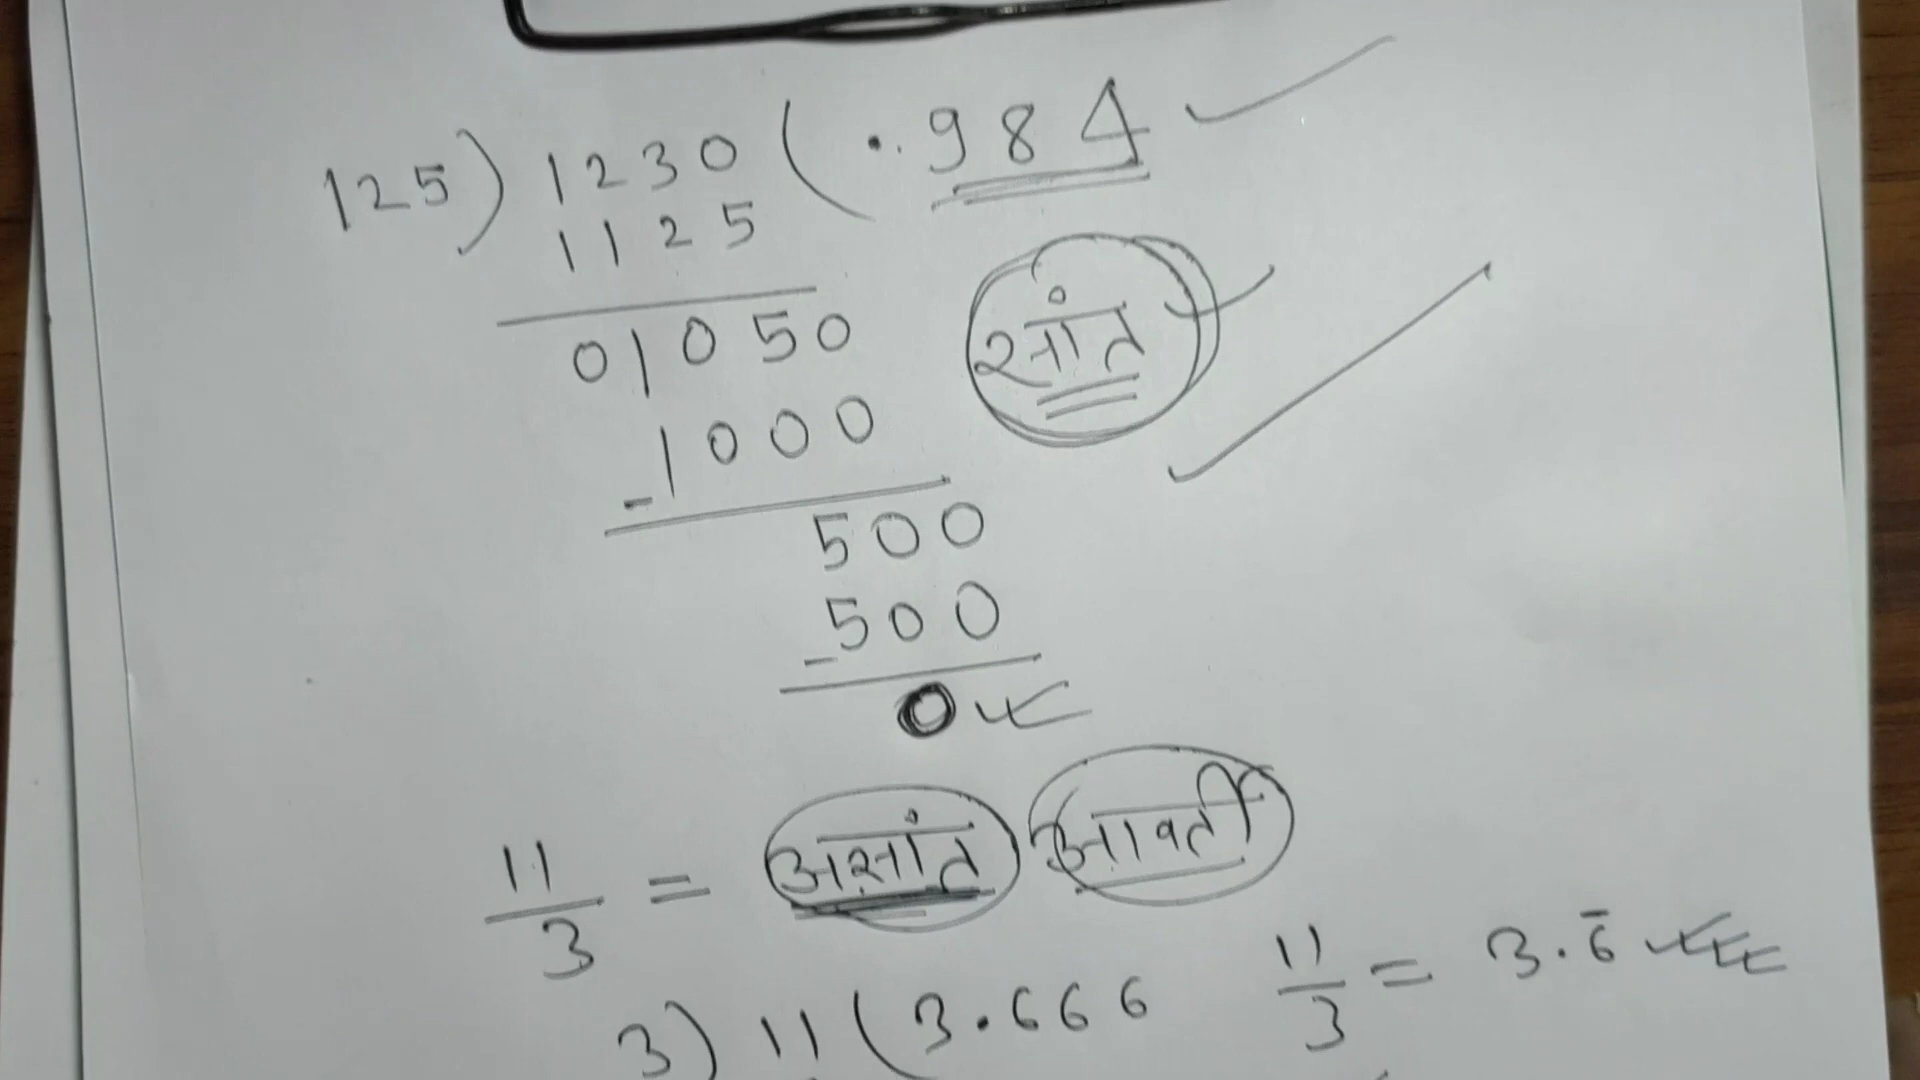 125) 1230 ( .984
1125
01050
सांत
- 1000
500
- 500
0
11/3 = असांत आवर्ती
11/3 = 3.6̄
3) 11 ( 3.666